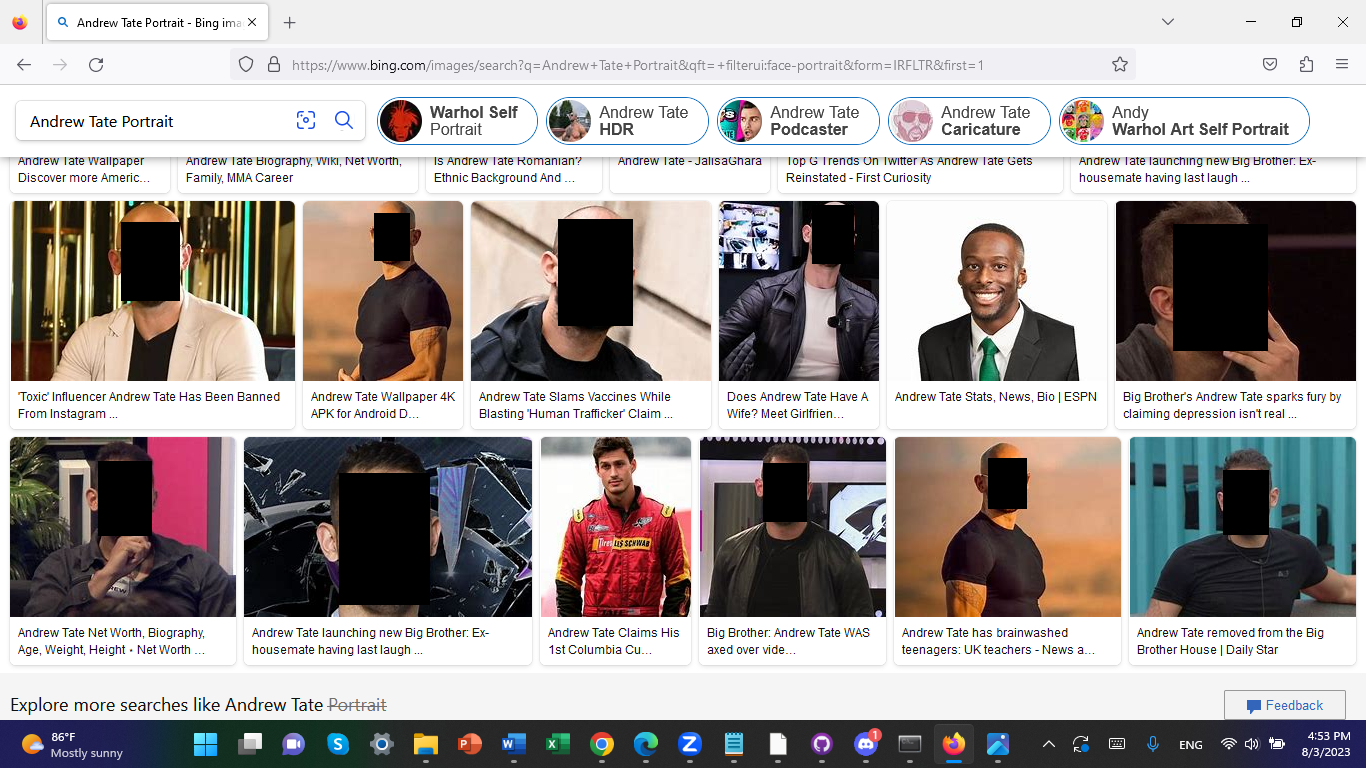 Andrew Tate Portrait - Bing ima
https://www.bing.com/images/search?q=Andrew+Tate+Portrait&qft=+filterui:face-portrait&form=IRFLTR&first=1
Andrew Tate Portrait
Warhol Self
Portrait
Andrew Tate
HDR
Andrew Tate
Podcaster
Andrew Tate
Caricature
Andy
Warhol Art Self Portrait
Andrew Tate Wallpaper
Discover more Americ...
Andrew Tate Biography, Wiki, Net Worth,
Family, MMA Career
Is Andrew Tate Romanian?
Ethnic Background And ...
Andrew Tate - JalisaGhara
Top G Trends On Twitter As Andrew Tate Gets
Reinstated - First Curiosity
Andrew Tate launching new Big Brother: Ex-
housemate having last laugh ...
'Toxic' Influencer Andrew Tate Has Been Banned
From Instagram ...
Andrew Tate Wallpaper 4K
APK for Android D...
Andrew Tate Slams Vaccines While
Blasting 'Human Trafficker' Claim ...
Does Andrew Tate Have A
Wife? Meet Girlfrien...
Andrew Tate Stats, News, Bio | ESPN
Big Brother's Andrew Tate sparks fury by
claiming depression isn't real ...
Tires LES SCHWAB
Andrew Tate Net Worth, Biography,
Age, Weight, Height • Net Worth ...
Andrew Tate launching new Big Brother: Ex-
housemate having last laugh ...
Andrew Tate Claims His
1st Columbia Cu...
Big Brother: Andrew Tate WAS
axed over vide...
Andrew Tate has brainwashed
teenagers: UK teachers - News a...
Andrew Tate removed from the Big
Brother House | Daily Star
Explore more searches like Andrew Tate Portrait
Feedback
86°F
Mostly sunny
1
ENG
4:53 PM
8/3/2023